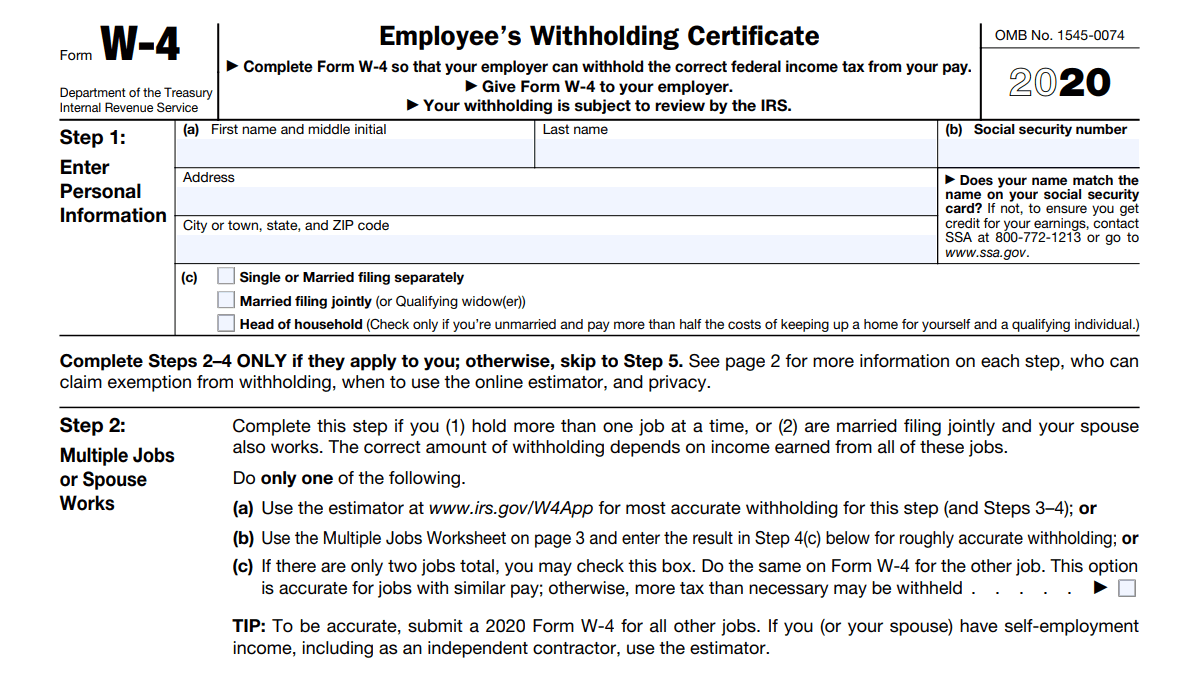 Form W-4
Department of the Treasury
Internal Revenue Service
Employee's Withholding Certificate
▶ Complete Form W-4 so that your employer can withhold the correct federal income tax from your pay.
▶ Give Form W-4 to your employer.
▶ Your withholding is subject to review by the IRS.
OMB No. 1545-0074
2020
Step 1:
Enter
Personal
Information
(a) First name and middle initial
Last name
(b) Social security number
Address
City or town, state, and ZIP code
▶ Does your name match the
name on your social security
card? If not, to ensure you get
credit for your earnings, contact
SSA at 800-772-1213 or go to
www.ssa.gov.
(c) Single or Married filing separately
Married filing jointly (or Qualifying widow(er))
Head of household (Check only if you're unmarried and pay more than half the costs of keeping up a home for yourself and a qualifying individual.)
Complete Steps 2–4 ONLY if they apply to you; otherwise, skip to Step 5. See page 2 for more information on each step, who can
claim exemption from withholding, when to use the online estimator, and privacy.
Step 2:
Multiple Jobs
or Spouse
Works
Complete this step if you (1) hold more than one job at a time, or (2) are married filing jointly and your spouse
also works. The correct amount of withholding depends on income earned from all of these jobs.
Do only one of the following.
(a) Use the estimator at www.irs.gov/W4App for most accurate withholding for this step (and Steps 3–4); or
(b) Use the Multiple Jobs Worksheet on page 3 and enter the result in Step 4(c) below for roughly accurate withholding; or
(c) If there are only two jobs total, you may check this box. Do the same on Form W-4 for the other job. This option
is accurate for jobs with similar pay; otherwise, more tax than necessary may be withheld . . . . . ▶
TIP: To be accurate, submit a 2020 Form W-4 for all other jobs. If you (or your spouse) have self-employment
income, including as an independent contractor, use the estimator.